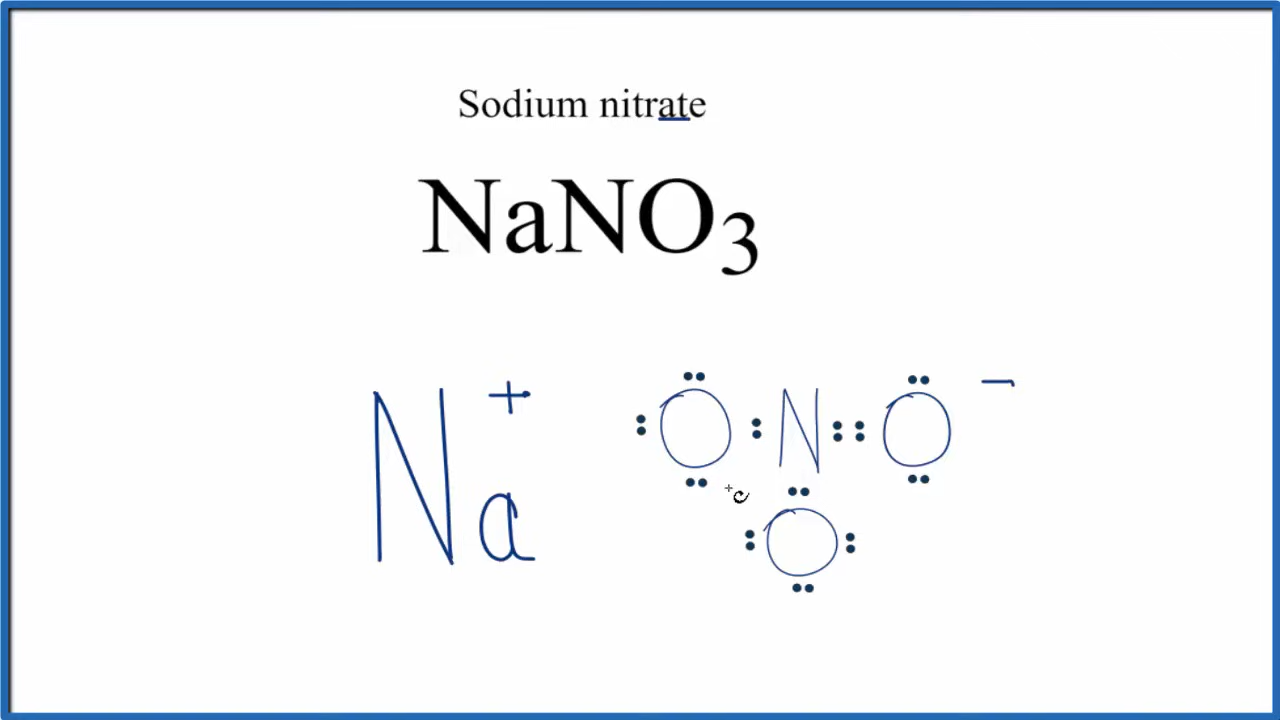 Sodium nitrate
NaNO₃
Na⁺ :O:N::O⁻
O